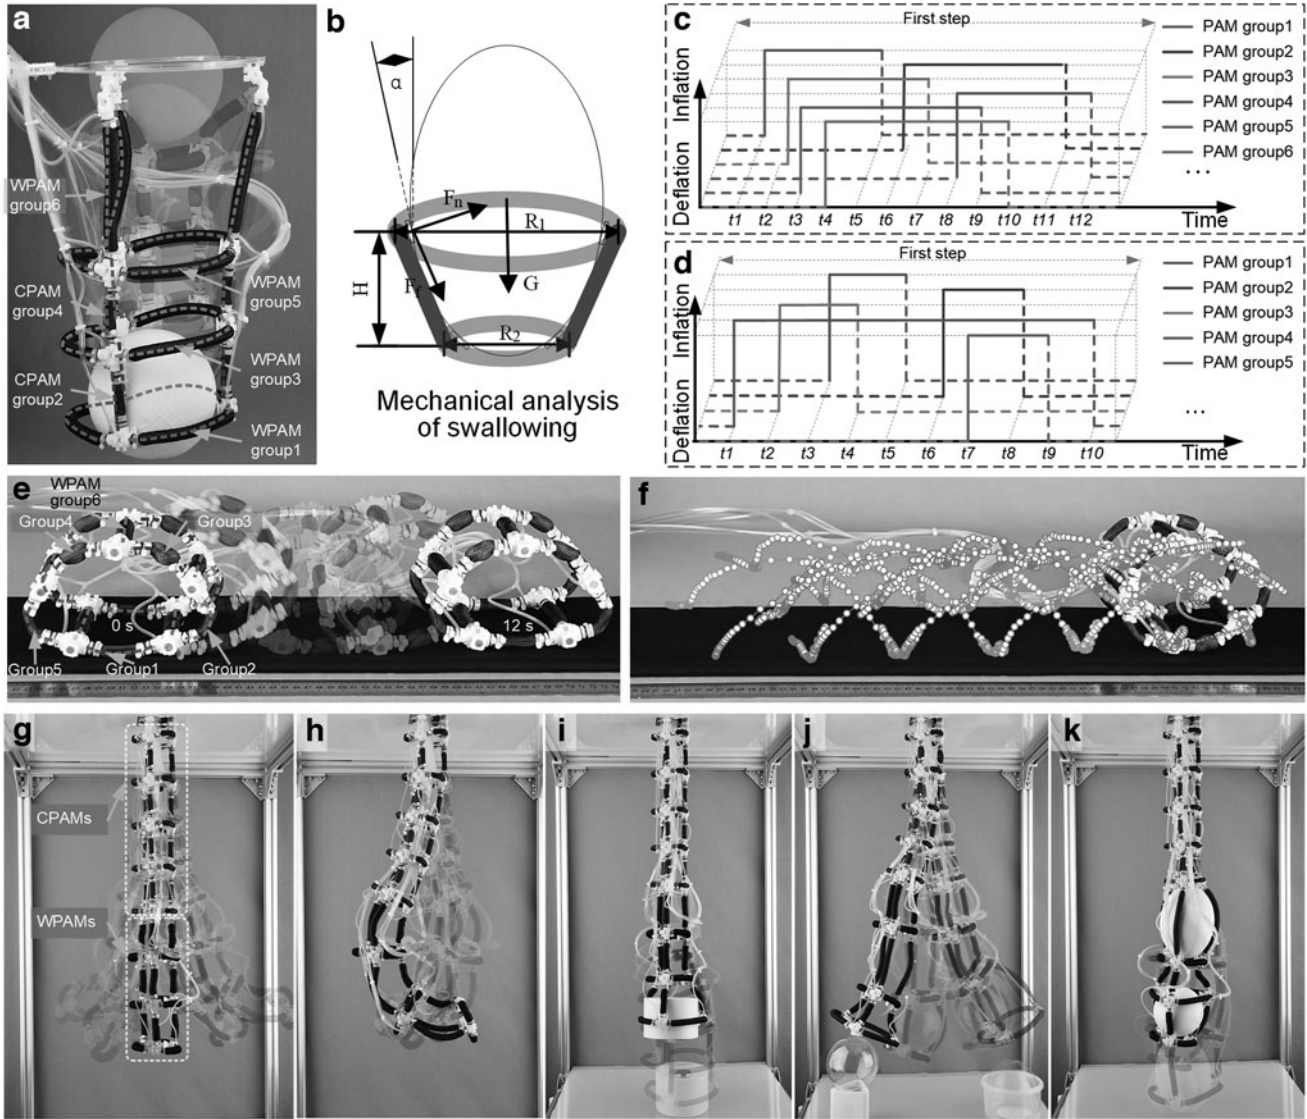 a
WPAM
group6
CPAM
group4
WPAM
group5
WPAM
group3
CPAM
group2
WPAM
group1
b
α
Fn
R1
H
Ff
G
R2
Mechanical analysis
of swallowing
c
First step
Inflation
Deflation
t1 t2 t3 t4 t5 t6 t7 t8 t9 t10 t11 t12
Time
PAM group1
PAM group2
PAM group3
PAM group4
PAM group5
PAM group6
...
d
First step
Inflation
Deflation
t1 t2 t3 t4 t5 t6 t7 t8 t9 t10
Time
PAM group1
PAM group2
PAM group3
PAM group4
PAM group5
...
e
WPAM
group6
Group4
Group3
0 s
12 s
Group5
Group1
Group2
f
g
CPAMs
WPAMs
h
i
j
k